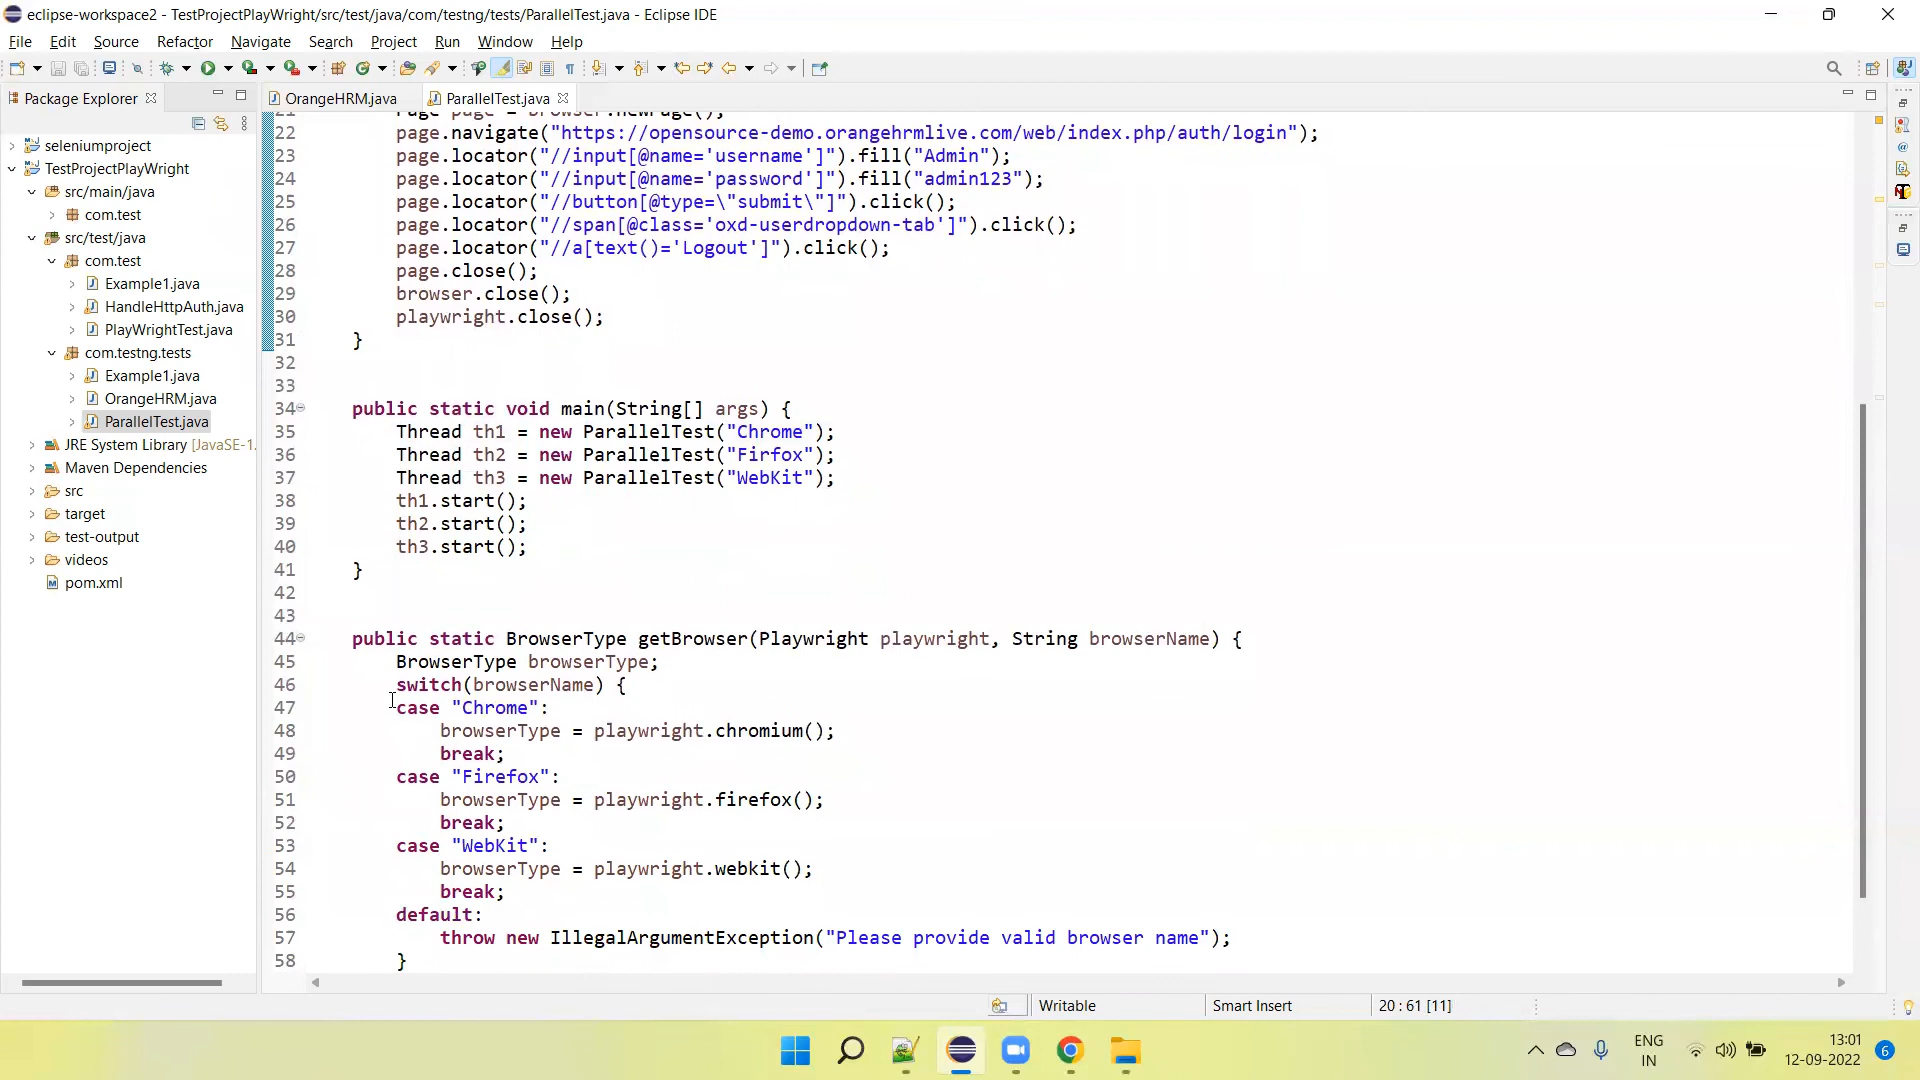 eclipse-workspace2 - TestProjectPlayWright/src/test/java/com/testng/tests/ParallelTest.java - Eclipse IDE
File Edit Source Refactor Navigate Search Project Run Window Help
Package Explorer
OrangeHRM.java
ParallelTest.java
seleniumproject
TestProjectPlayWright
src/main/java
com.test
src/test/java
com.test
Example1.java
HandleHttpAuth.java
PlayWrightTest.java
com.testng.tests
Example1.java
OrangeHRM.java
ParallelTest.java
JRE System Library [JavaSE-1.
Maven Dependencies
src
target
test-output
videos
pom.xml
21 Page page = browser.newPage();
22 page.navigate("https://opensource-demo.orangehrmlive.com/web/index.php/auth/login");
23 page.locator("//input[@name='username']").fill("Admin");
24 page.locator("//input[@name='password']").fill("admin123");
25 page.locator("//button[@type=\"submit\"]").click();
26 page.locator("//span[@class='oxd-userdropdown-tab']").click();
27 page.locator("//a[text()='Logout']").click();
28 page.close();
29 browser.close();
30 playwright.close();
31 }
32
33
34 public static void main(String[] args) {
35 Thread th1 = new ParallelTest("Chrome");
36 Thread th2 = new ParallelTest("Firfox");
37 Thread th3 = new ParallelTest("WebKit");
38 th1.start();
39 th2.start();
40 th3.start();
41 }
42
43
44 public static BrowserType getBrowser(Playwright playwright, String browserName) {
45 BrowserType browserType;
46 switch(browserName) {
47 case "Chrome":
48 browserType = playwright.chromium();
49 break;
50 case "Firefox":
51 browserType = playwright.firefox();
52 break;
53 case "WebKit":
54 browserType = playwright.webkit();
55 break;
56 default:
57 throw new IllegalArgumentException("Please provide valid browser name");
58 }
Writable
Smart Insert
20 : 61 [11]
ENG
IN
13:01
12-09-2022
6